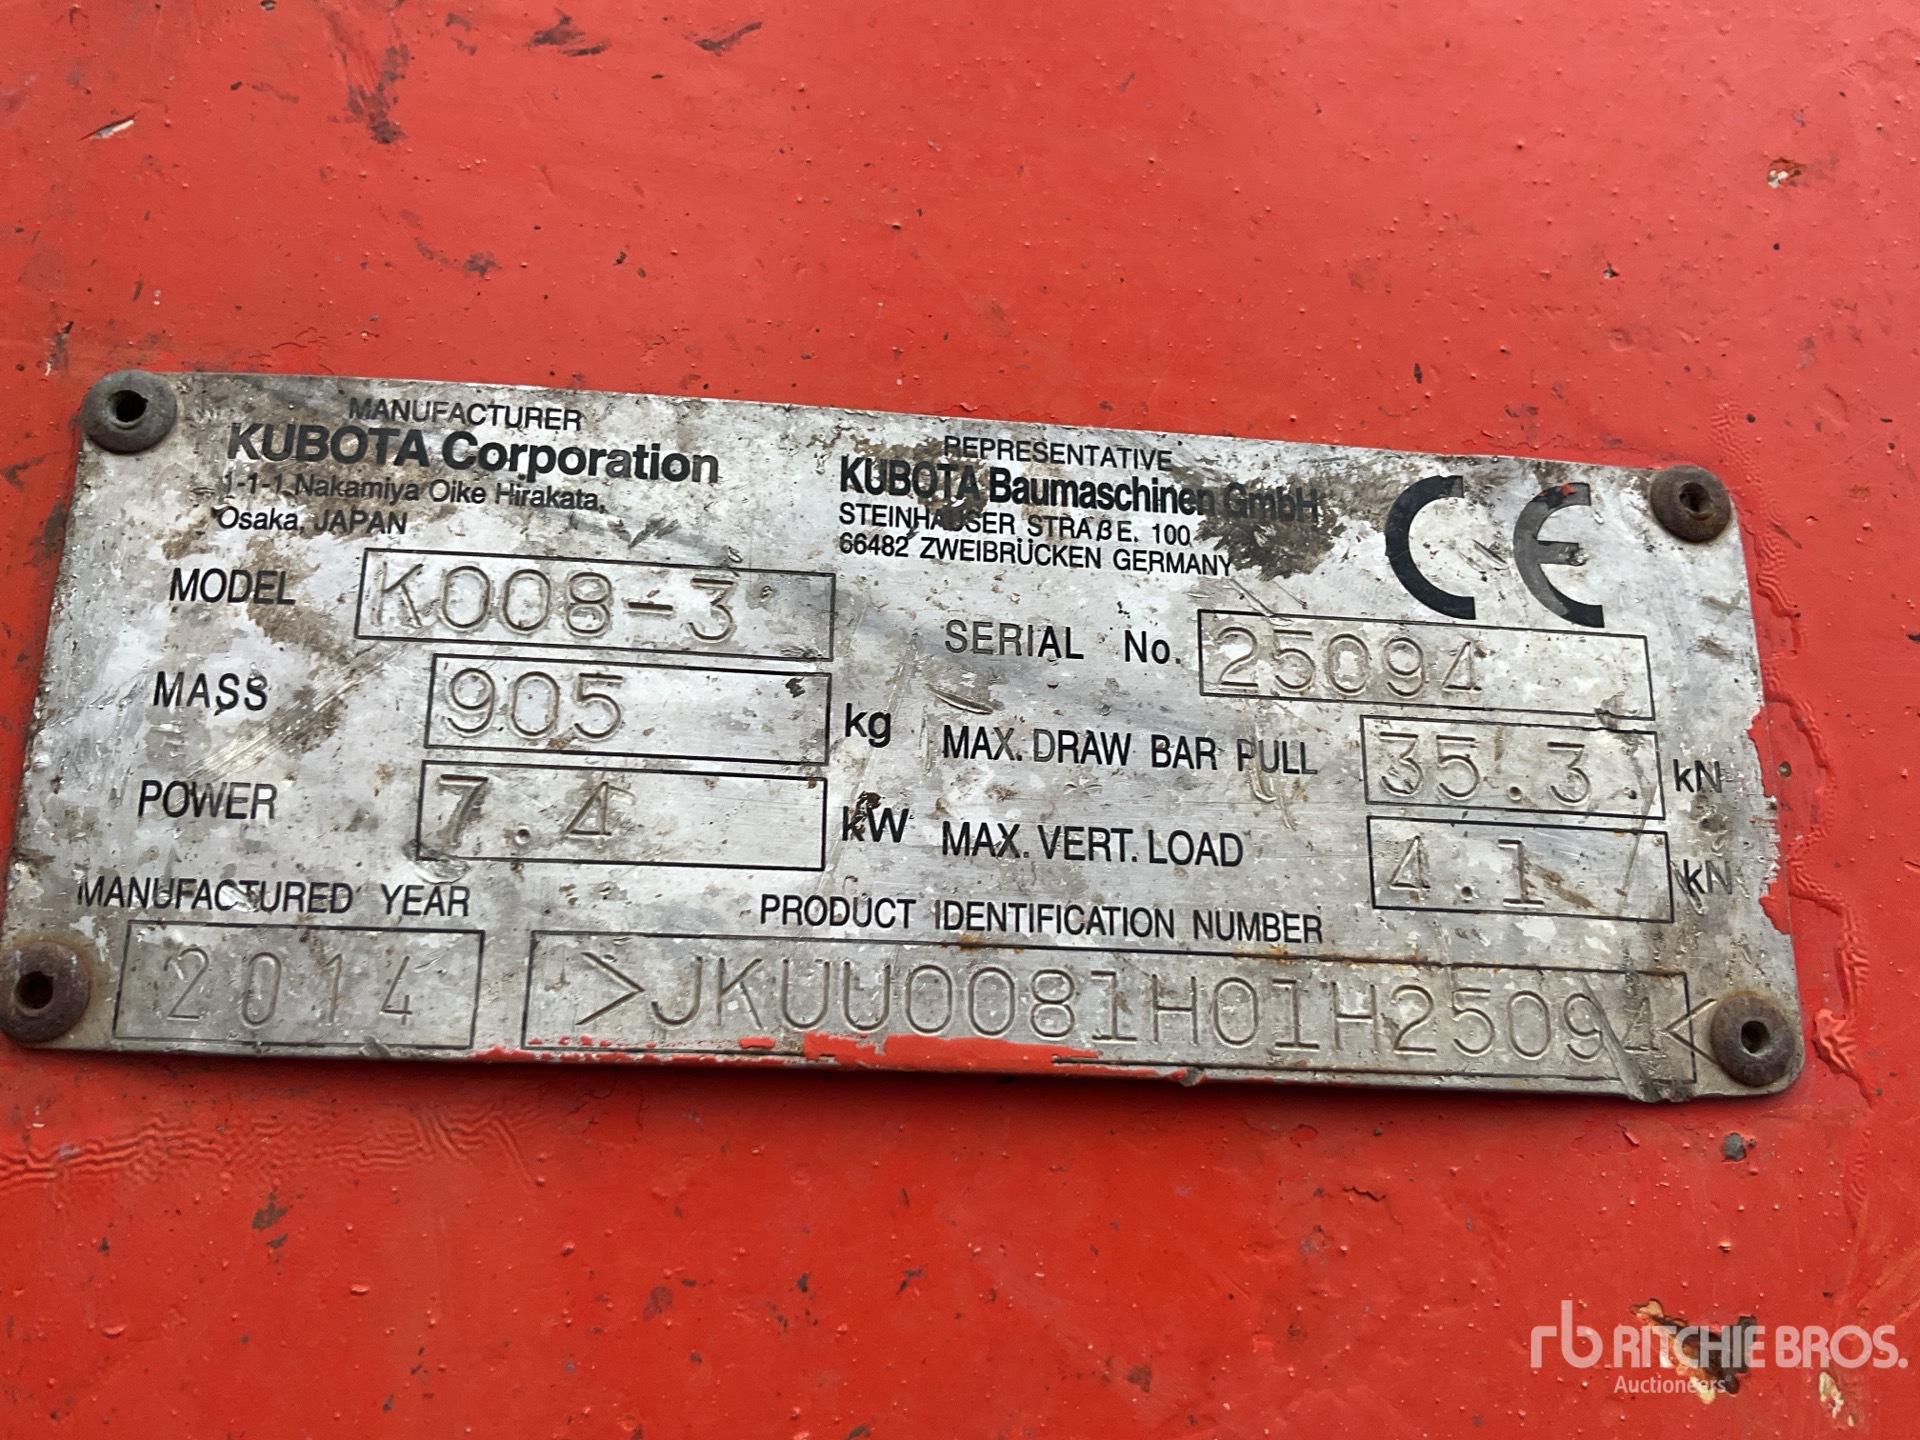 MANUFACTURER
KUBOTA Corporation
1-1-1 Nakamiya Oike Hirakata,
Osaka, JAPAN
REPRESENTATIVE
KUBOTA Baumaschinen GmbH
STEINHAUSER STRAßE. 100,
66482 ZWEIBRÜCKEN GERMANY
CE
MODEL K008-3
SERIAL No. 25094
MASS 905 kg
MAX. DRAW BAR PULL 35.3 kN
POWER 7.4 kW
MAX. VERT. LOAD 4.1 kN
MANUFACTURED YEAR
2014
PRODUCT IDENTIFICATION NUMBER
>JKUU0081H01H25094<
rb RITCHIE BROS.
Auctioneers